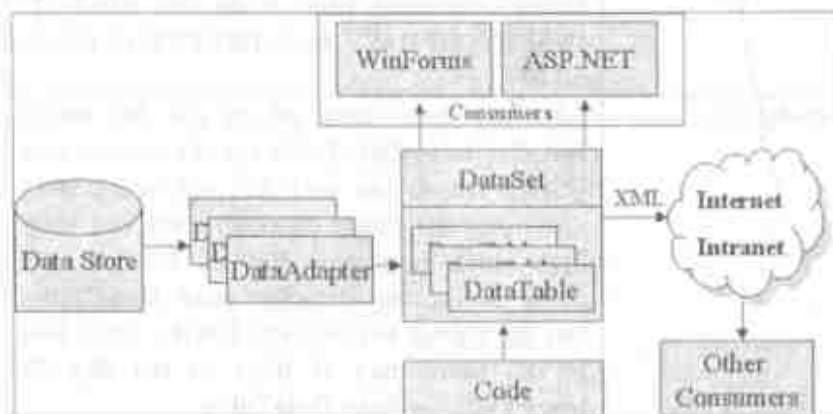 WinForms
ASP.NET
Consumers
DataSet
XML
Internet
Intranet
Data Store
D
D
DataAdapter
DataTable
Code
Other
Consumers